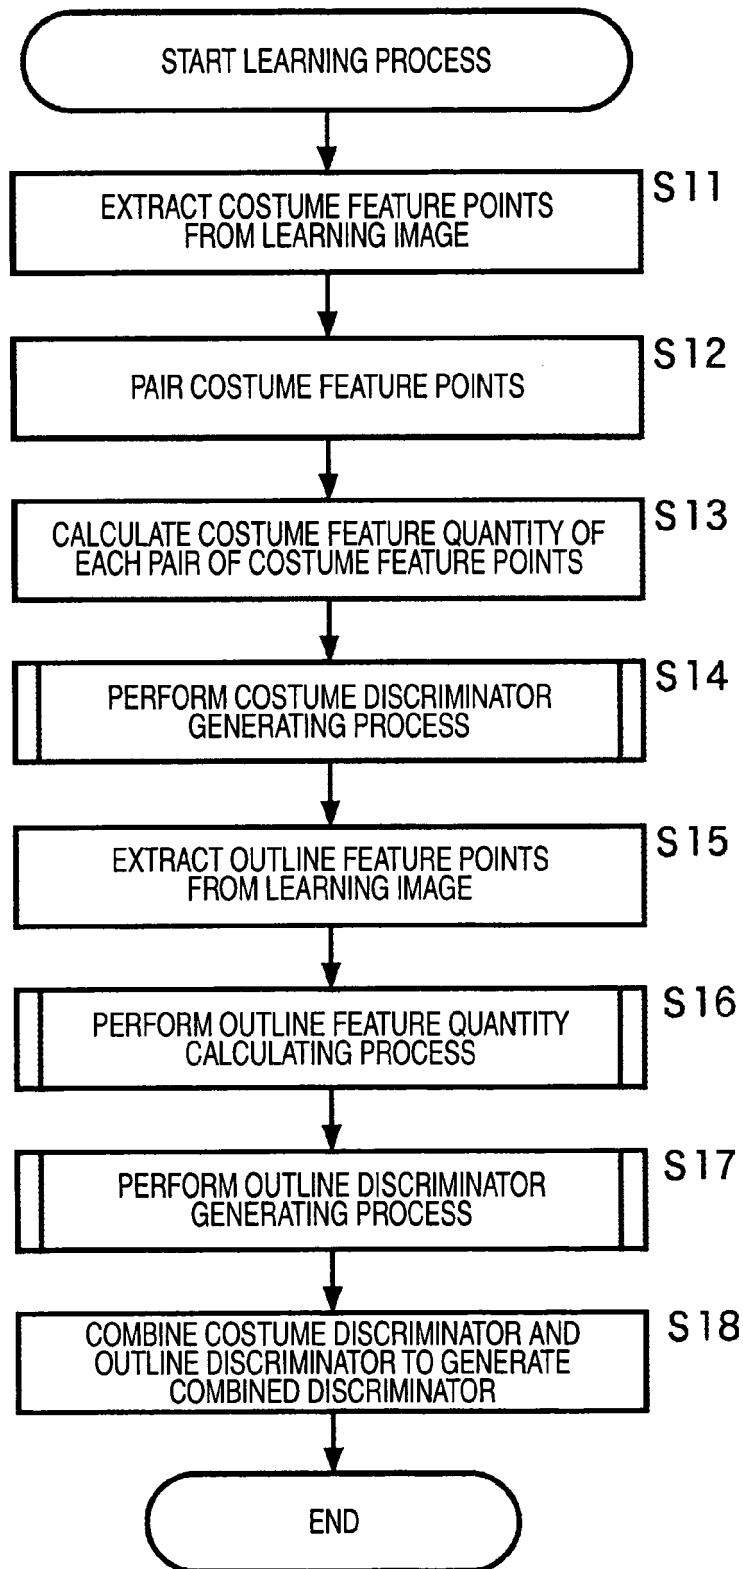 START LEARNING PROCESS
S11
EXTRACT COSTUME FEATURE POINTS
FROM LEARNING IMAGE
S12
PAIR COSTUME FEATURE POINTS
S13
CALCULATE COSTUME FEATURE QUANTITY OF
EACH PAIR OF COSTUME FEATURE POINTS
S14
PERFORM COSTUME DISCRIMINATOR
GENERATING PROCESS
S15
EXTRACT OUTLINE FEATURE POINTS
FROM LEARNING IMAGE
S16
PERFORM OUTLINE FEATURE QUANTITY
CALCULATING PROCESS
S17
PERFORM OUTLINE DISCRIMINATOR
GENERATING PROCESS
S18
COMBINE COSTUME DISCRIMINATOR AND
OUTLINE DISCRIMINATOR TO GENERATE
COMBINED DISCRIMINATOR
END